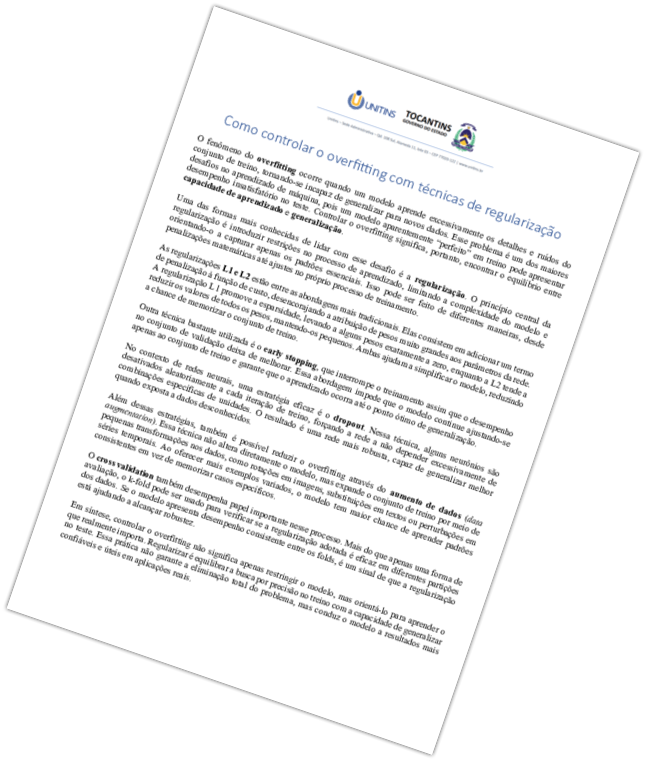 UNITINS
TOCANTINS
GOVERNO DO ESTADO
Como controlar o overfitting com técnicas de regularização
O fenômeno do overfitting ocorre quando um modelo aprende excessivamente os detalhes e ruídos do
conjunto de treino, tornando-se incapaz de generalizar para novos dados. Esse problema é um dos maiores
desafios no aprendizado de máquina, pois um modelo aparentemente "perfeito" em treino pode apresentar
desempenho insatisfatório no teste. Controlar o overfitting significa, portanto, encontrar o equilíbrio entre
capacidade de aprendizado e generalização.
Uma das formas mais conhecidas de lidar com esse desafio é a regularização. O princípio central da
regularização é introduzir restrições no processo de aprendizado, limitando a complexidade do modelo e
orientando-o a capturar apenas os padrões essenciais. Isso pode ser feito de diferentes maneiras, desde
penalizações matemáticas até ajustes no próprio processo de treinamento.
As regularizações L1 e L2 estão entre as abordagens mais tradicionais. Elas consistem em adicionar um termo
de penalização à função de custo, desencorajando a atribuição de pesos muito grandes aos parâmetros da rede.
A regularização L1 promove a esparsidade, levando a alguns pesos exatamente a zero, enquanto a L2 tende a
reduzir os valores de todos os pesos, mantendo-os pequenos. Ambas ajudam a simplificar o modelo, reduzindo
a chance de memorizar o conjunto de treino.
Outra técnica bastante utilizada é o early stopping, que interrompe o treinamento assim que o desempenho
no conjunto de validação deixa de melhorar. Essa abordagem impede que o modelo continue ajustando-se
apenas ao conjunto de treino e garante que o aprendizado ocorra até o ponto ótimo de generalização.
No contexto de redes neurais, uma estratégia eficaz é o dropout. Nessa técnica, alguns neurônios são
desativados aleatoriamente a cada iteração de treino, forçando a rede a não depender excessivamente de
combinações específicas de unidades. O resultado é uma rede mais robusta, capaz de generalizar melhor
quando exposta a dados desconhecidos.
Além dessas estratégias, também é possível reduzir o overfitting através do aumento de dados (data
augmentation). Essa técnica não altera diretamente o modelo, mas expande o conjunto de treino por meio de
pequenas transformações nos dados, como rotações em imagens, substituições em textos ou perturbações em
séries temporais. Ao oferecer mais exemplos variados, o modelo tem maior chance de aprender padrões
consistentes em vez de memorizar casos específicos.
O cross validation também desempenha papel importante nesse processo. Mais do que apenas uma forma de
avaliação, o k-fold pode ser usado para verificar se a regularização adotada é eficaz em diferentes partições
dos dados. Se o modelo apresenta desempenho consistente entre os folds, é um sinal de que a regularização
está ajudando a alcançar robustez.
Em síntese, controlar o overfitting não significa apenas restringir o modelo, mas orientá-lo para aprender o
que realmente importa. Regularizar é equilibrar a busca por precisão no treino com a capacidade de generalizar
no teste. Essa prática não garante a eliminação total do problema, mas conduz o modelo a resultados mais
confiáveis e úteis em aplicações reais.